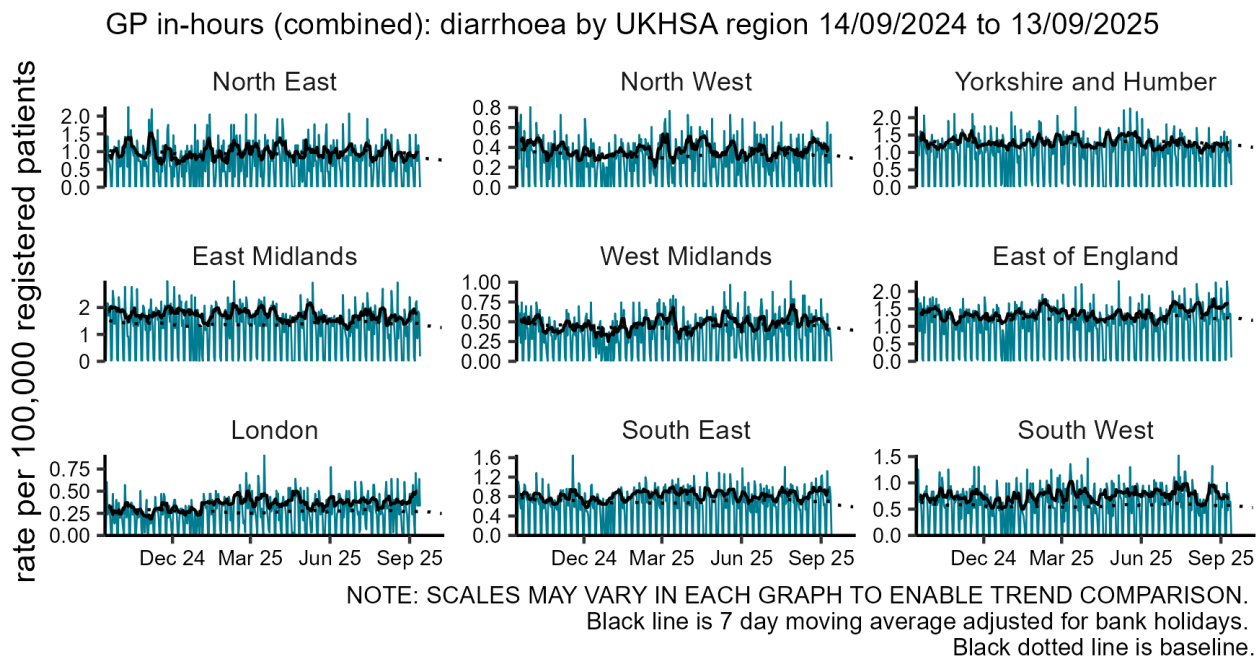 GP in-hours (combined): diarrhoea by UKHSA region 14/09/2024 to 13/09/2025
rate per 100,000 registered patients
North East
2.0
1.5
1.0
0.5
0.0
North West
0.8
0.6
0.4
0.2
0.0
Yorkshire and Humber
2.0
1.5
1.0
0.5
0.0
East Midlands
2
1
0
West Midlands
1.00
0.75
0.50
0.25
0.00
East of England
2.0
1.5
1.0
0.5
0.0
London
0.75
0.50
0.25
0.00
Dec 24 Mar 25 Jun 25 Sep 25
South East
1.6
1.2
0.8
0.4
0.0
Dec 24 Mar 25 Jun 25 Sep 25
South West
1.5
1.0
0.5
0.0
Dec 24 Mar 25 Jun 25 Sep 25
NOTE: SCALES MAY VARY IN EACH GRAPH TO ENABLE TREND COMPARISON.
Black line is 7 day moving average adjusted for bank holidays.
Black dotted line is baseline.